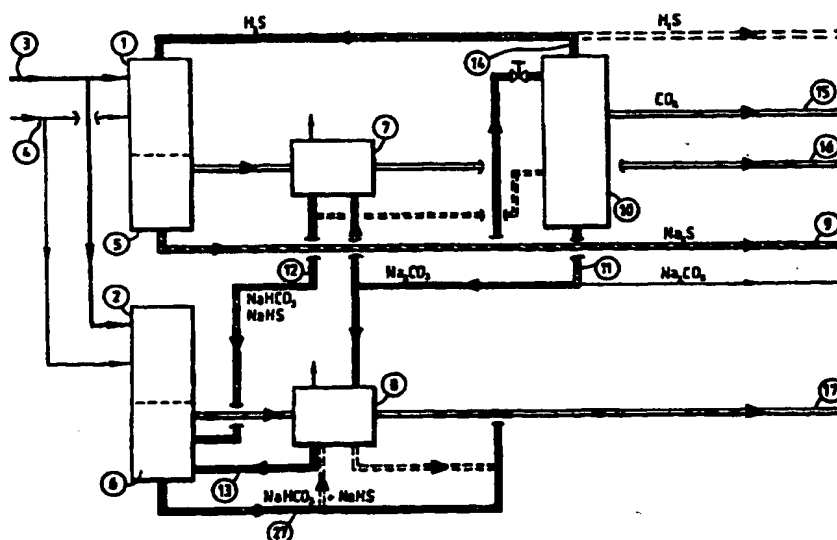 H₂S
H₂S
3
1
14
15
CO₂
4
7
16
5
10
Na₂S
9
12
Na₂CO₃
11
Na₂CO₃
NaHCO₃
NaHS
2
8
17
6
13
NaHCO₃ + NaHS
27